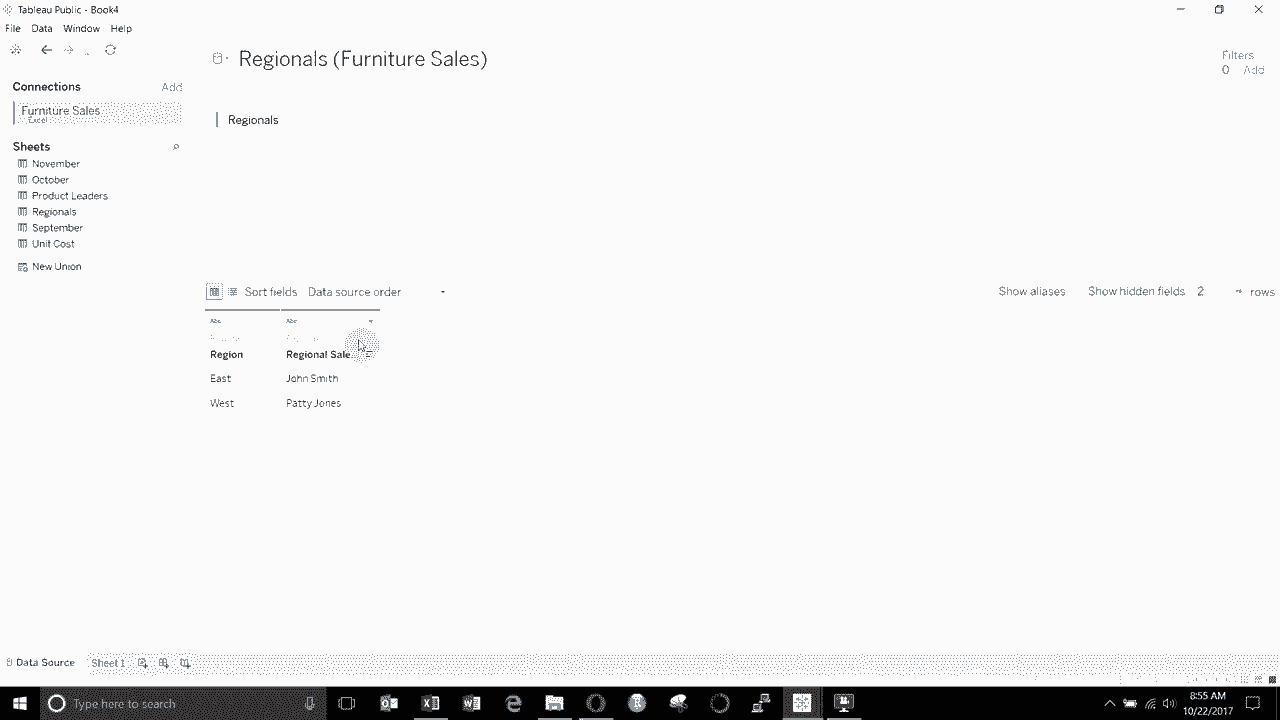 Tableau Public - Book4
File Data Window Help
Regionals (Furniture Sales)
Filters
0 Add
Connections Add
Furniture Sales
Excel
Regionals
Sheets
November
October
Product Leaders
Regionals
September
Unit Cost
New Union
Sort fields Data source order
Show aliases Show hidden fields 2 rows
Abc Abc
Region Regional Sale
East John Smith
West Patty Jones
Data Source Sheet 1
Type here to search
8:55 AM
10/22/2017